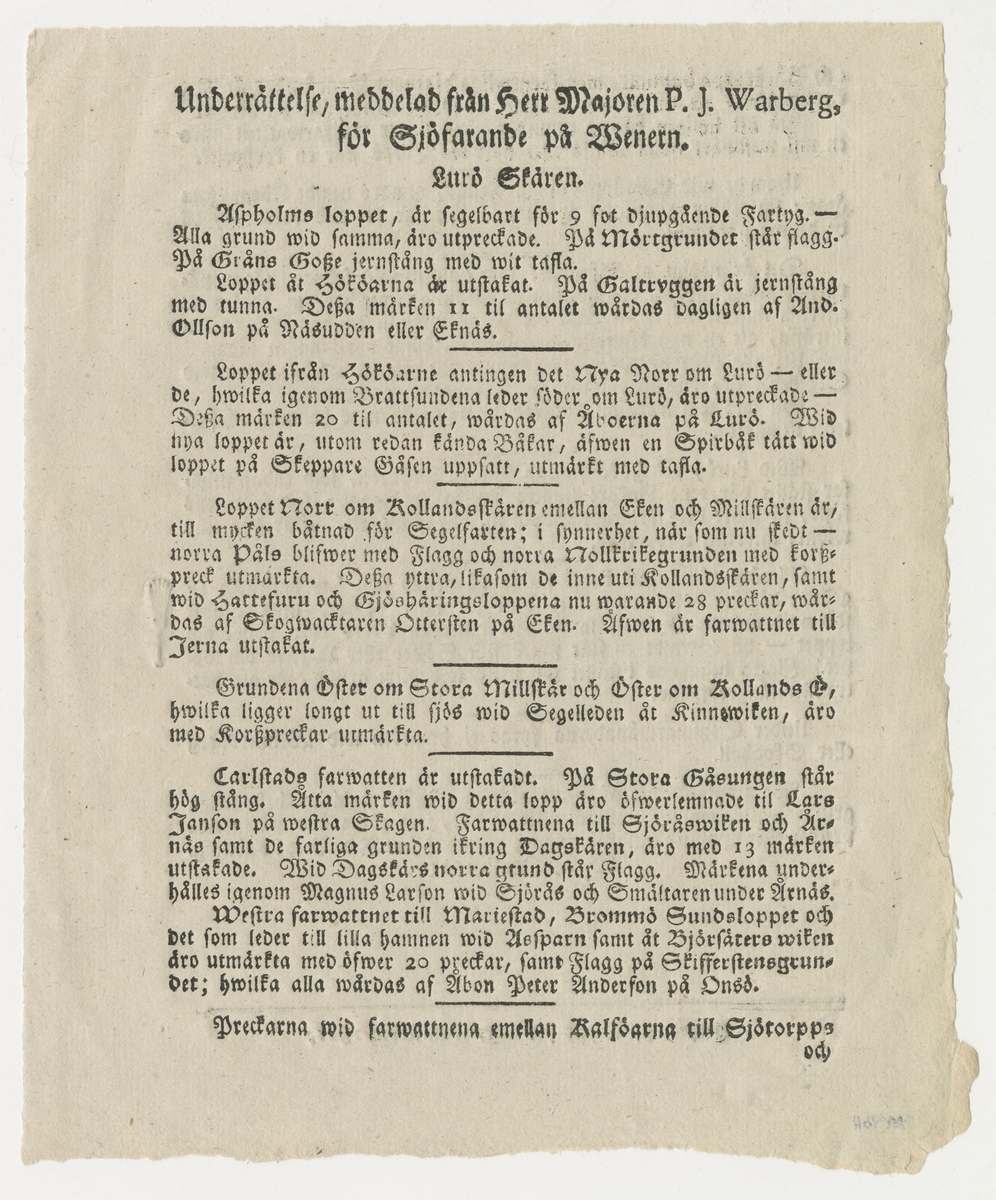 Underrättelse, meddelad från Herr Majoren P. J. Warberg,
för Sjöfarande på Wenern.
Lurö Skären.
Aspholms loppet, är segelbart för 9 fot djupgående Fartyg. —
Alla grund wid samma, äro utpreckade. På Mörtgrundet står flagg.
På Gråns Goße jernstång med wit tafla.
Loppet åt Hököarna är utstakat. På Galtryggen är jernstång
med tunna. Deßa märken 11 til antalet wårdas dagligen af And.
Ollson på Näsudden eller Eknäs.
Loppet ifrån Hököarne antingen det Nya Norr om Lurö — eller
de, hwilka igenom Brattsundena leder söder om Lurö, äro utpreckade —
Deßa märken 20 til antalet, wårdas af Åboerna på Lurö. Wid
nya loppet är, utom redan kända Båkar, äfwen en Spirbåk tätt wid
loppet på Skeppare Gåsen uppsatt, utmärkt med tafla.
Loppet Norr om Kollandsskären emellan Eken och Millskären är,
till mycken båtnad för Segelfarten; i synnerhet, när som nu skedt —
norra Påls blifwer med Flagg och norra Nollkrikegrunden med korß-
preck utmärkta. Deßa yttra, likasom de inne uti Kollandsskären, samt
wid Hattefuru och Gjöshäringsloppena nu warande 28 preckar, wår-
das af Skogwacktaren Ottersten på Eken. Äfwen är farwattnet till
Jerna utstakat.
Grundena Öster om Stora Millskär och Öster om Kollands Ö,
hwilka ligger longt ut till sjös wid Segelleden åt Kinnewiken, äro
med Korßpreckar utmärkta.
Carlstads farwatten är utstakadt. På Stora Gåsungen står
hög stång. Åtta märken wid detta lopp äro öfwerlemnade til Lars
Janson på westra Skagen. Farwattnena till Sjöråswiken och År-
näs samt de farliga grunden ikring Dagskären, äro med 13 märken
utstakade. Wid Dagskärs norra grund står Flagg. Märkena under-
hålles igenom Magnus Larson wid Sjörås och Smältaren under Årnäs.
Westra farwattnet till Mariestad, Brommö Sundsloppet och
det som leder till lilla hamnen wid Assparn samt åt Björsäters wiken
äro utmärkta med öfwer 20 preckar, samt Flagg på Skifferstensgrun-
det; hwilka alla wårdas af Åbon Peter Anderson på Onsö.
Preckarna wid farwattnena emellan Kalföarna till Sjötorpps
och